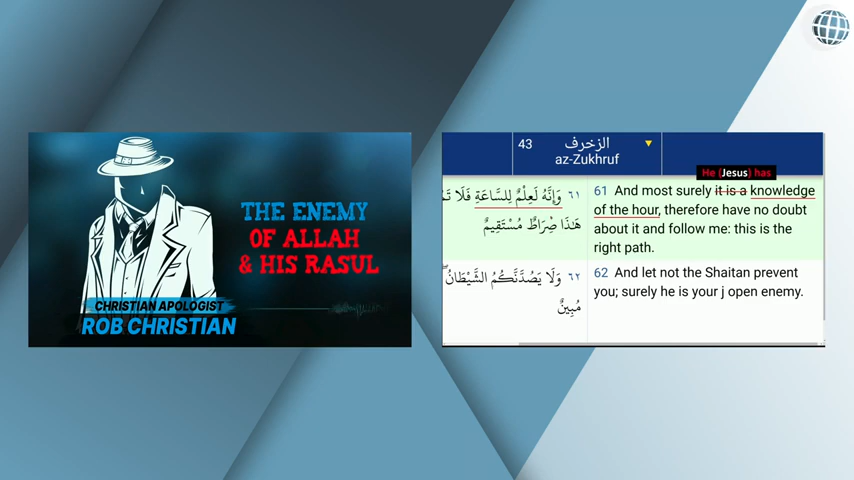 THE ENEMY
OF ALLAH
& HIS RASUL
CHRISTIAN APOLOGIST
ROB CHRISTIAN
43
الزخرف
az-Zukhruf
He (Jesus) has
٦١ وَإِنَّهُ لَعِلْمٌ لِلسَّاعَةِ فَلَا
هَٰذَا صِرَاطٌ مُسْتَقِيمٌ
61 And most surely it is a knowledge
of the hour, therefore have no doubt
about it and follow me: this is the
right path.
٦٢ وَلَا يَصُدَّنَّكُمُ الشَّيْطَانُ
مُبِينٌ
62 And let not the Shaitan prevent
you; surely he is your j open enemy.